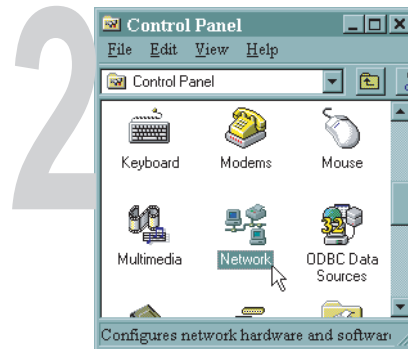 2
Control Panel
File Edit View Help
Control Panel
Keyboard Modems Mouse
32
Multimedia Network ODBC Data
Sources
Configures network hardware and softwar